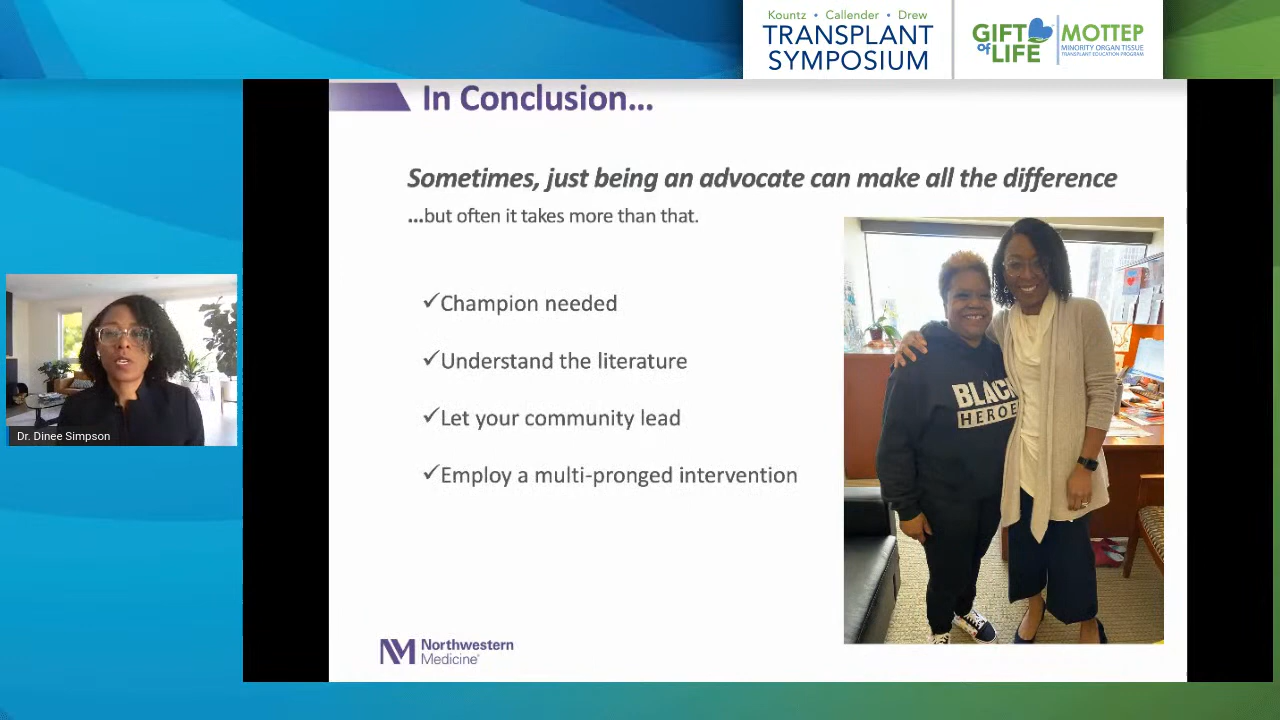 Kountz • Callender • Drew
TRANSPLANT
SYMPOSIUM
GIFT
of LIFE
MOTTEP
MINORITY ORGAN TISSUE
TRANSPLANT EDUCATION PROGRAM
In Conclusion...
Sometimes, just being an advocate can make all the difference
...but often it takes more than that.
✓Champion needed
✓Understand the literature
✓Let your community lead
✓Employ a multi-pronged intervention
BLACK
HEROE
Dr. Dinee Simpson
NM Northwestern
Medicine®